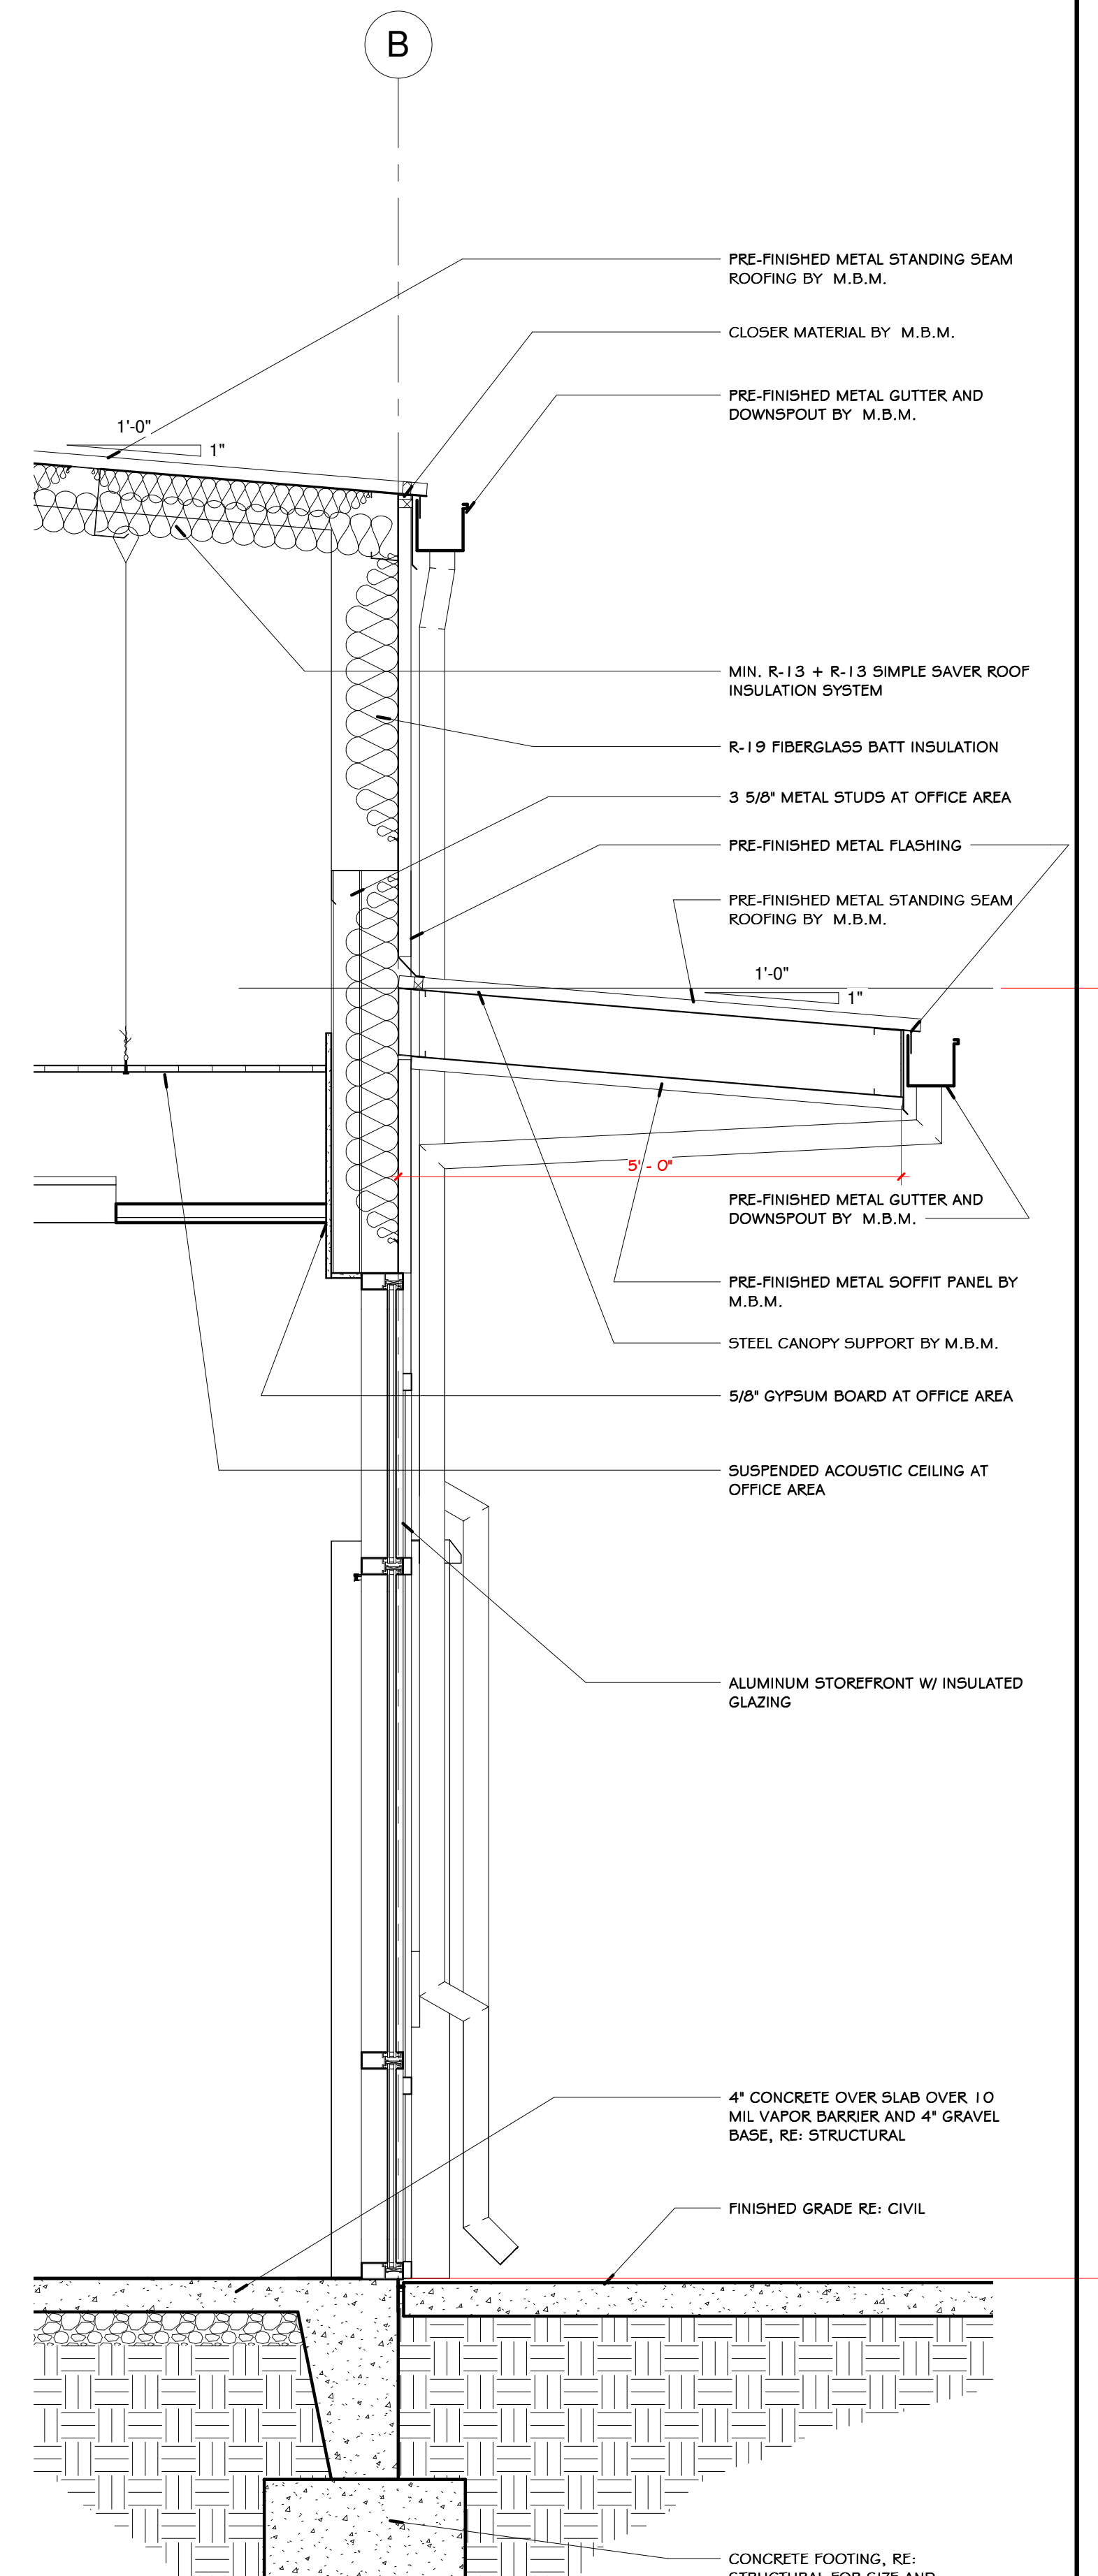 B
PRE-FINISHED METAL STANDING SEAM
ROOFING BY M.B.M.
CLOSER MATERIAL BY M.B.M.
PRE-FINISHED METAL GUTTER AND
DOWNSPOUT BY M.B.M.
1'-0"
1"
MIN. R-13 + R-13 SIMPLE SAVER ROOF
INSULATION SYSTEM
R-19 FIBERGLASS BATT INSULATION
3 5/8" METAL STUDS AT OFFICE AREA
PRE-FINISHED METAL FLASHING
PRE-FINISHED METAL STANDING SEAM
ROOFING BY M.B.M.
1'-0"
1"
5' - 0"
PRE-FINISHED METAL GUTTER AND
DOWNSPOUT BY M.B.M.
PRE-FINISHED METAL SOFFIT PANEL BY
M.B.M.
STEEL CANOPY SUPPORT BY M.B.M.
5/8" GYPSUM BOARD AT OFFICE AREA
SUSPENDED ACOUSTIC CEILING AT
OFFICE AREA
ALUMINUM STOREFRONT W/ INSULATED
GLAZING
4" CONCRETE OVER SLAB OVER 10
MIL VAPOR BARRIER AND 4" GRAVEL
BASE, RE: STRUCTURAL
FINISHED GRADE RE: CIVIL
CONCRETE FOOTING, RE:
STRUCTURAL FOR SIZE AND